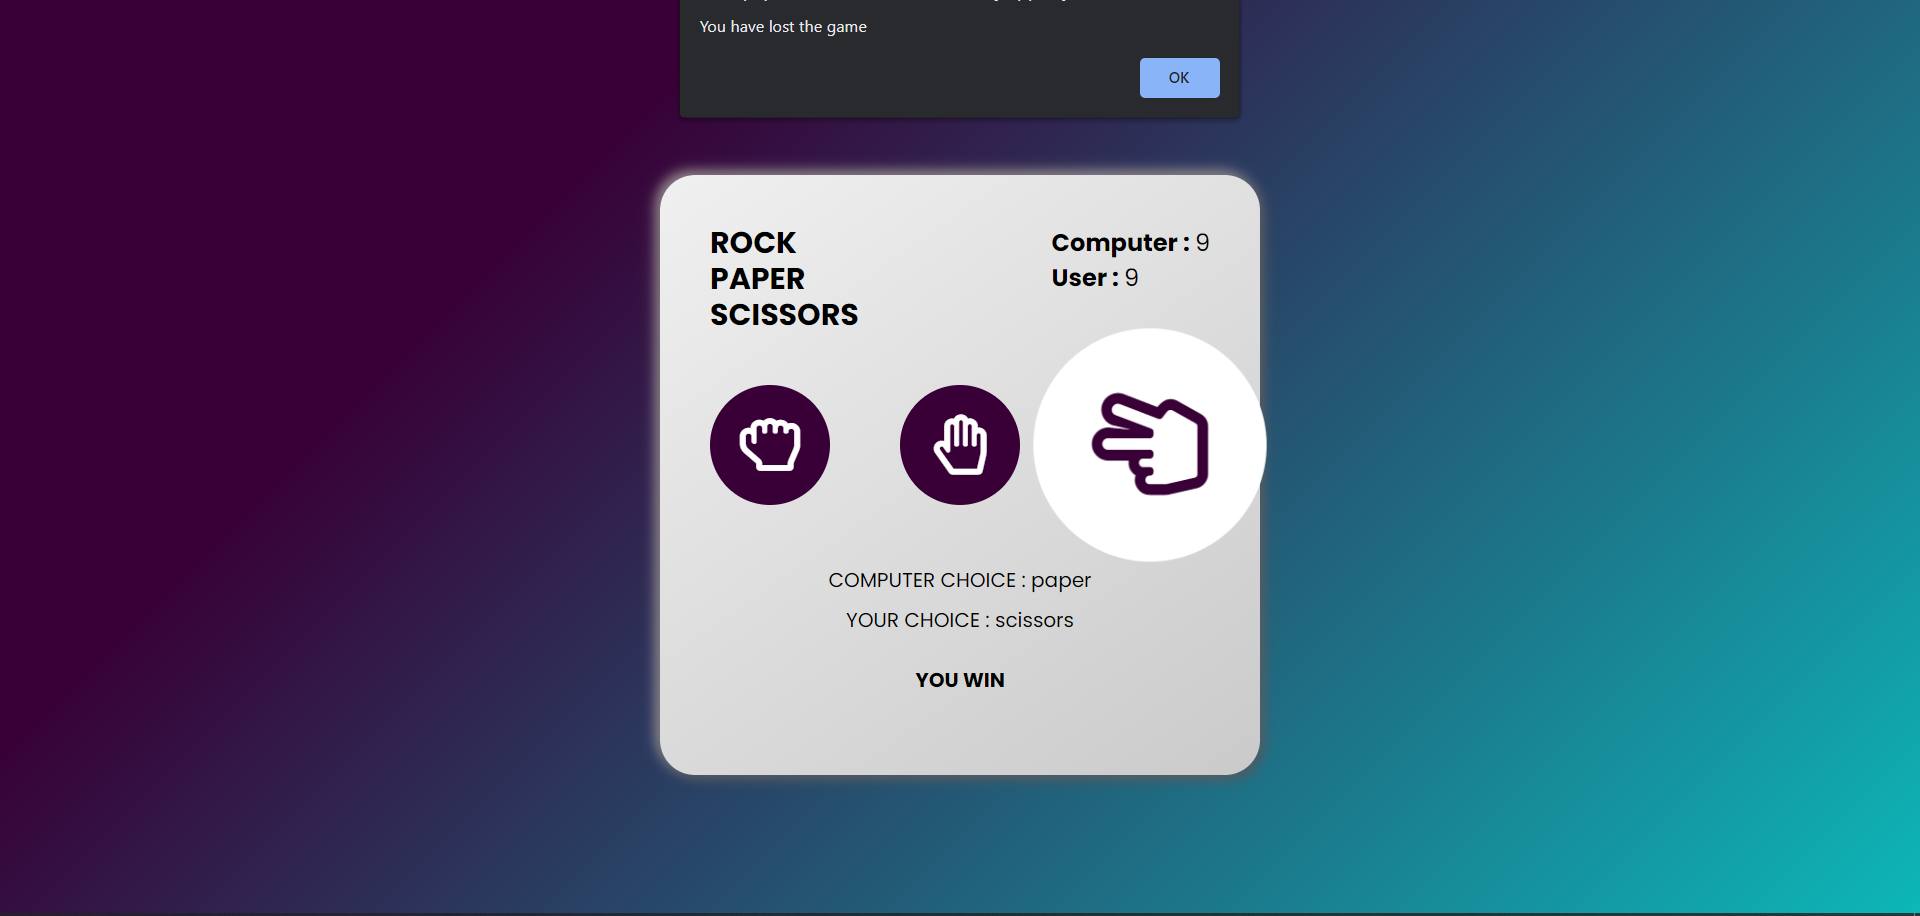 You have lost the game
OK
ROCK
PAPER
SCISSORS
Computer : 9
User : 9
COMPUTER CHOICE : paper
YOUR CHOICE : scissors
YOU WIN